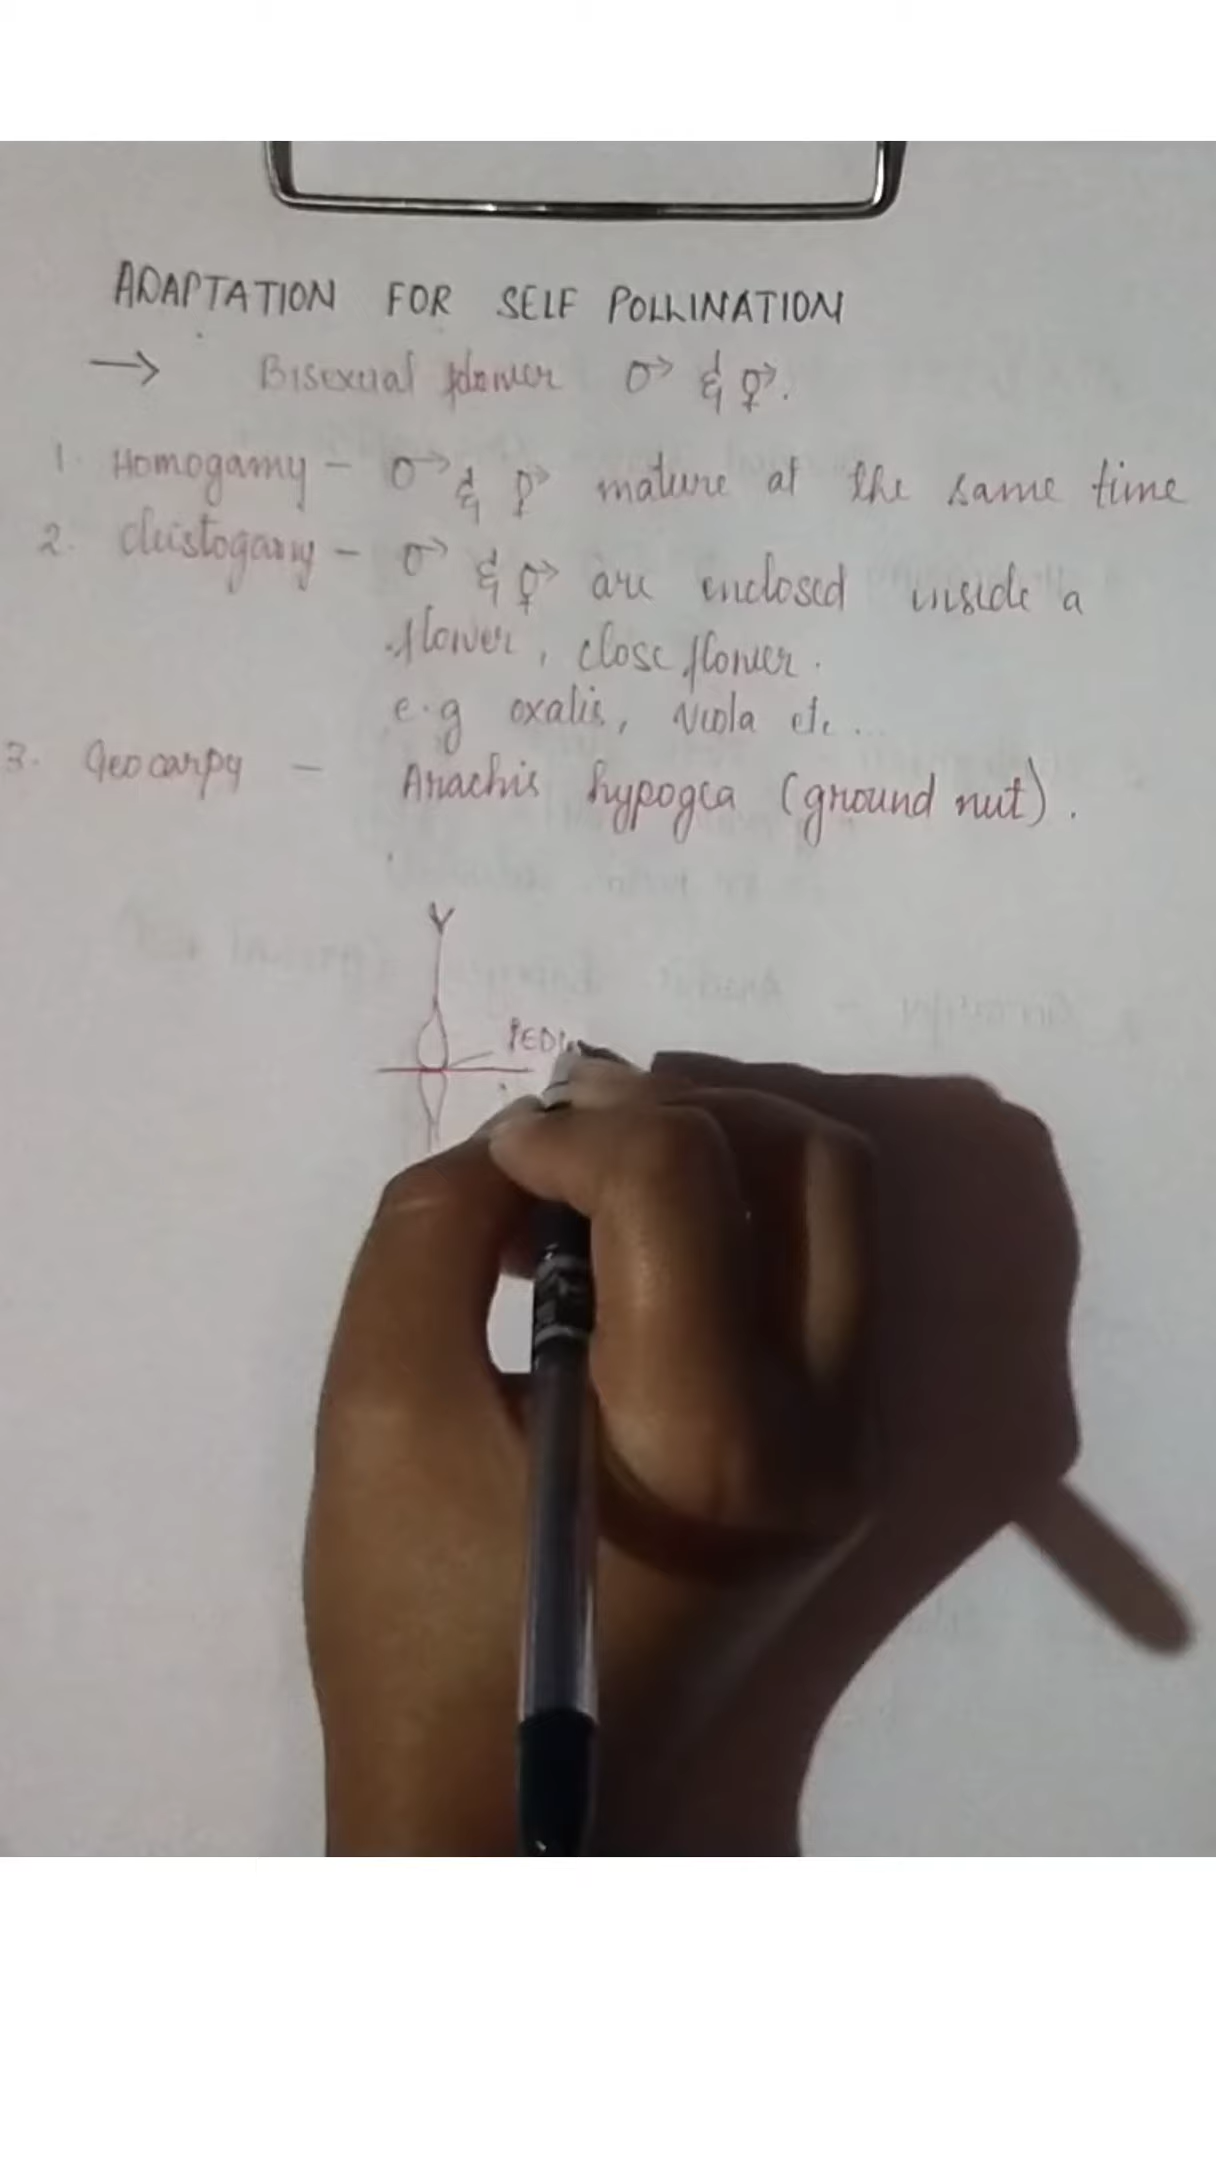 ADAPTATION FOR SELF POLLINATION
→ Bisexual flower ♂ & ⚥.
1. Homogamy - ♂ & ⚥ mature at the same time
2. cleistogamy - ♂ & ⚥ are enclosed inside a
flower, close flower.
e.g oxalis, viola etc...
3. Geocarpy - Arachis hypogea (ground nut).
PEDI